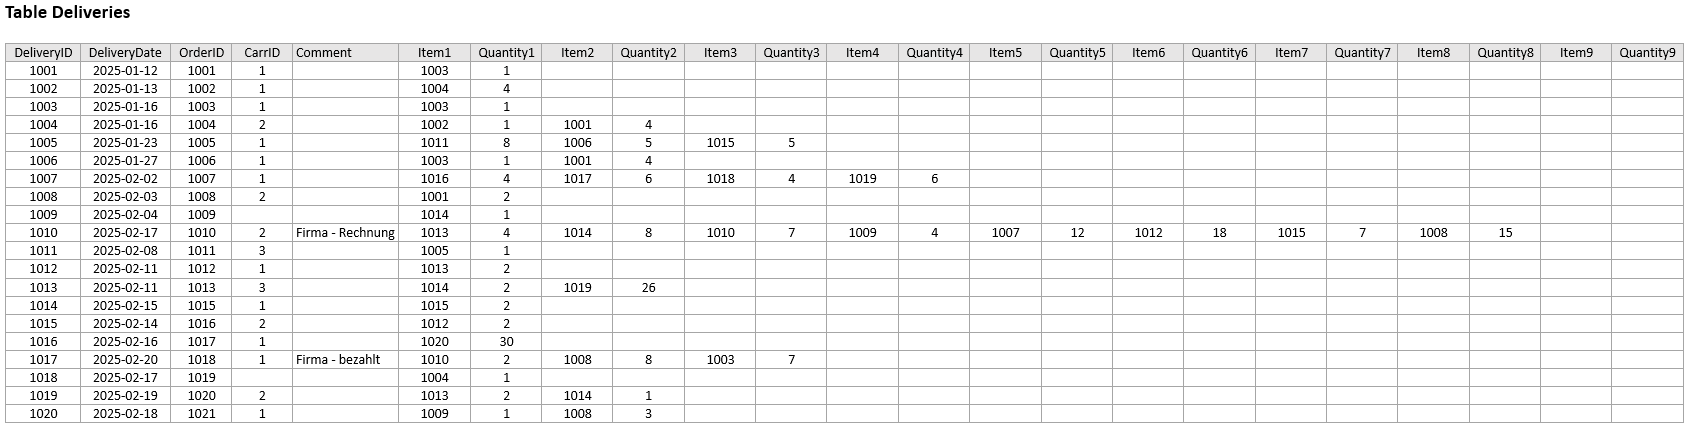 Table Deliveries
DeliveryID DeliveryDate OrderID CarrID Comment Item1 Quantity1 Item2 Quantity2 Item3 Quantity3 Item4 Quantity4 Item5 Quantity5 Item6 Quantity6 Item7 Quantity7 Item8 Quantity8 Item9 Quantity9
1001 2025-01-12 1001 1 1003 1
1002 2025-01-13 1002 1 1004 4
1003 2025-01-16 1003 1 1003 1
1004 2025-01-16 1004 2 1002 1 1001 4
1005 2025-01-23 1005 1 1011 8 1006 5 1015 5
1006 2025-01-27 1006 1 1003 1 1001 4
1007 2025-02-02 1007 1 1016 4 1017 6 1018 4 1019 6
1008 2025-02-03 1008 2 1001 2
1009 2025-02-04 1009 1014 1
1010 2025-02-17 1010 2 Firma - Rechnung 1013 4 1014 8 1010 7 1009 4 1007 12 1012 18 1015 7 1008 15
1011 2025-02-08 1011 3 1005 1
1012 2025-02-11 1012 1 1013 2
1013 2025-02-11 1013 3 1014 2 1019 26
1014 2025-02-15 1015 1 1015 2
1015 2025-02-14 1016 2 1012 2
1016 2025-02-16 1017 1 1020 30
1017 2025-02-20 1018 1 Firma - bezahlt 1010 2 1008 8 1003 7
1018 2025-02-17 1019 1004 1
1019 2025-02-19 1020 2 1013 2 1014 1
1020 2025-02-18 1021 1 1009 1 1008 3